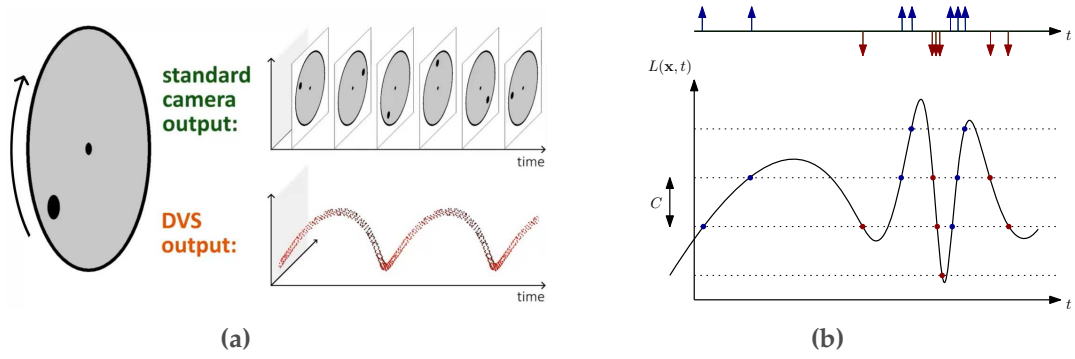 standard
camera
output:
time
DVS
output:
time
(a)
t
L(x, t)
C
t
(b)